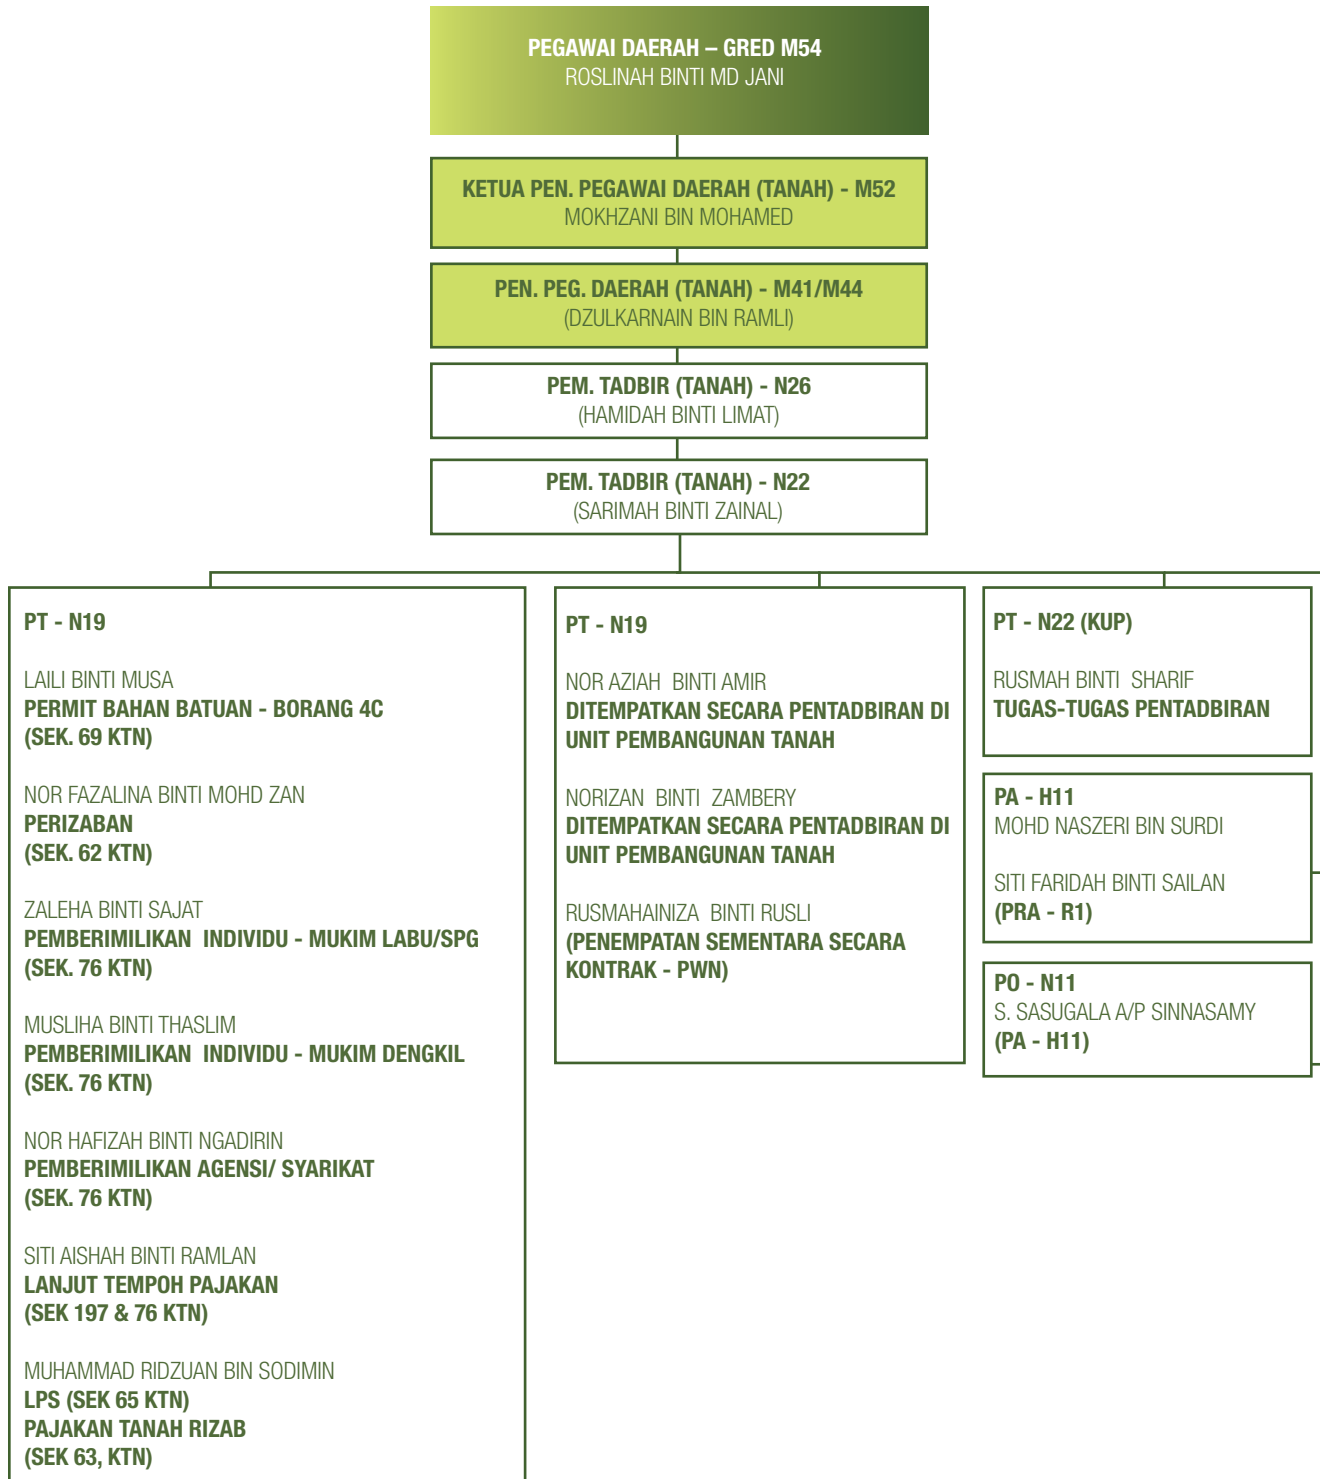 PEGAWAI DAERAH – GRED M54
ROSLINAH BINTI MD JANI
KETUA PEN. PEGAWAI DAERAH (TANAH) - M52
MOKHZANI BIN MOHAMED
PEN. PEG. DAERAH (TANAH) - M41/M44
(DZULKARNAIN BIN RAMLI)
PEM. TADBIR (TANAH) - N26
(HAMIDAH BINTI LIMAT)
PEM. TADBIR (TANAH) - N22
(SARIMAH BINTI ZAINAL)
PT - N19
LAILI BINTI MUSA
PERMIT BAHAN BATUAN - BORANG 4C
(SEK. 69 KTN)
NOR FAZALINA BINTI MOHD ZAN
PERIZABAN
(SEK. 62 KTN)
ZALEHA BINTI SAJAT
PEMBERIMILIKAN INDIVIDU - MUKIM LABU/SPG
(SEK. 76 KTN)
MUSLIHA BINTI THASLIM
PEMBERIMILIKAN INDIVIDU - MUKIM DENGKIL
(SEK. 76 KTN)
NOR HAFIZAH BINTI NGADIRIN
PEMBERIMILIKAN AGENSI/ SYARIKAT
(SEK. 76 KTN)
SITI AISHAH BINTI RAMLAN
LANJUT TEMPOH PAJAKAN
(SEK 197 & 76 KTN)
MUHAMMAD RIDZUAN BIN SODIMIN
LPS (SEK 65 KTN)
PAJAKAN TANAH RIZAB
(SEK 63, KTN)
PT - N19
NOR AZIAH BINTI AMIR
DITEMPATKAN SECARA PENTADBIRAN DI
UNIT PEMBANGUNAN TANAH
NORIZAN BINTI ZAMBERY
DITEMPATKAN SECARA PENTADBIRAN DI
UNIT PEMBANGUNAN TANAH
RUSMAHAINIZA BINTI RUSLI
(PENEMPATAN SEMENTARA SECARA
KONTRAK - PWN)
PT - N22 (KUP)
RUSMAH BINTI SHARIF
TUGAS-TUGAS PENTADBIRAN
PA - H11
MOHD NASZERI BIN SURDI
SITI FARIDAH BINTI SAILAN
(PRA - R1)
PO - N11
S. SASUGALA A/P SINNASAMY
(PA - H11)